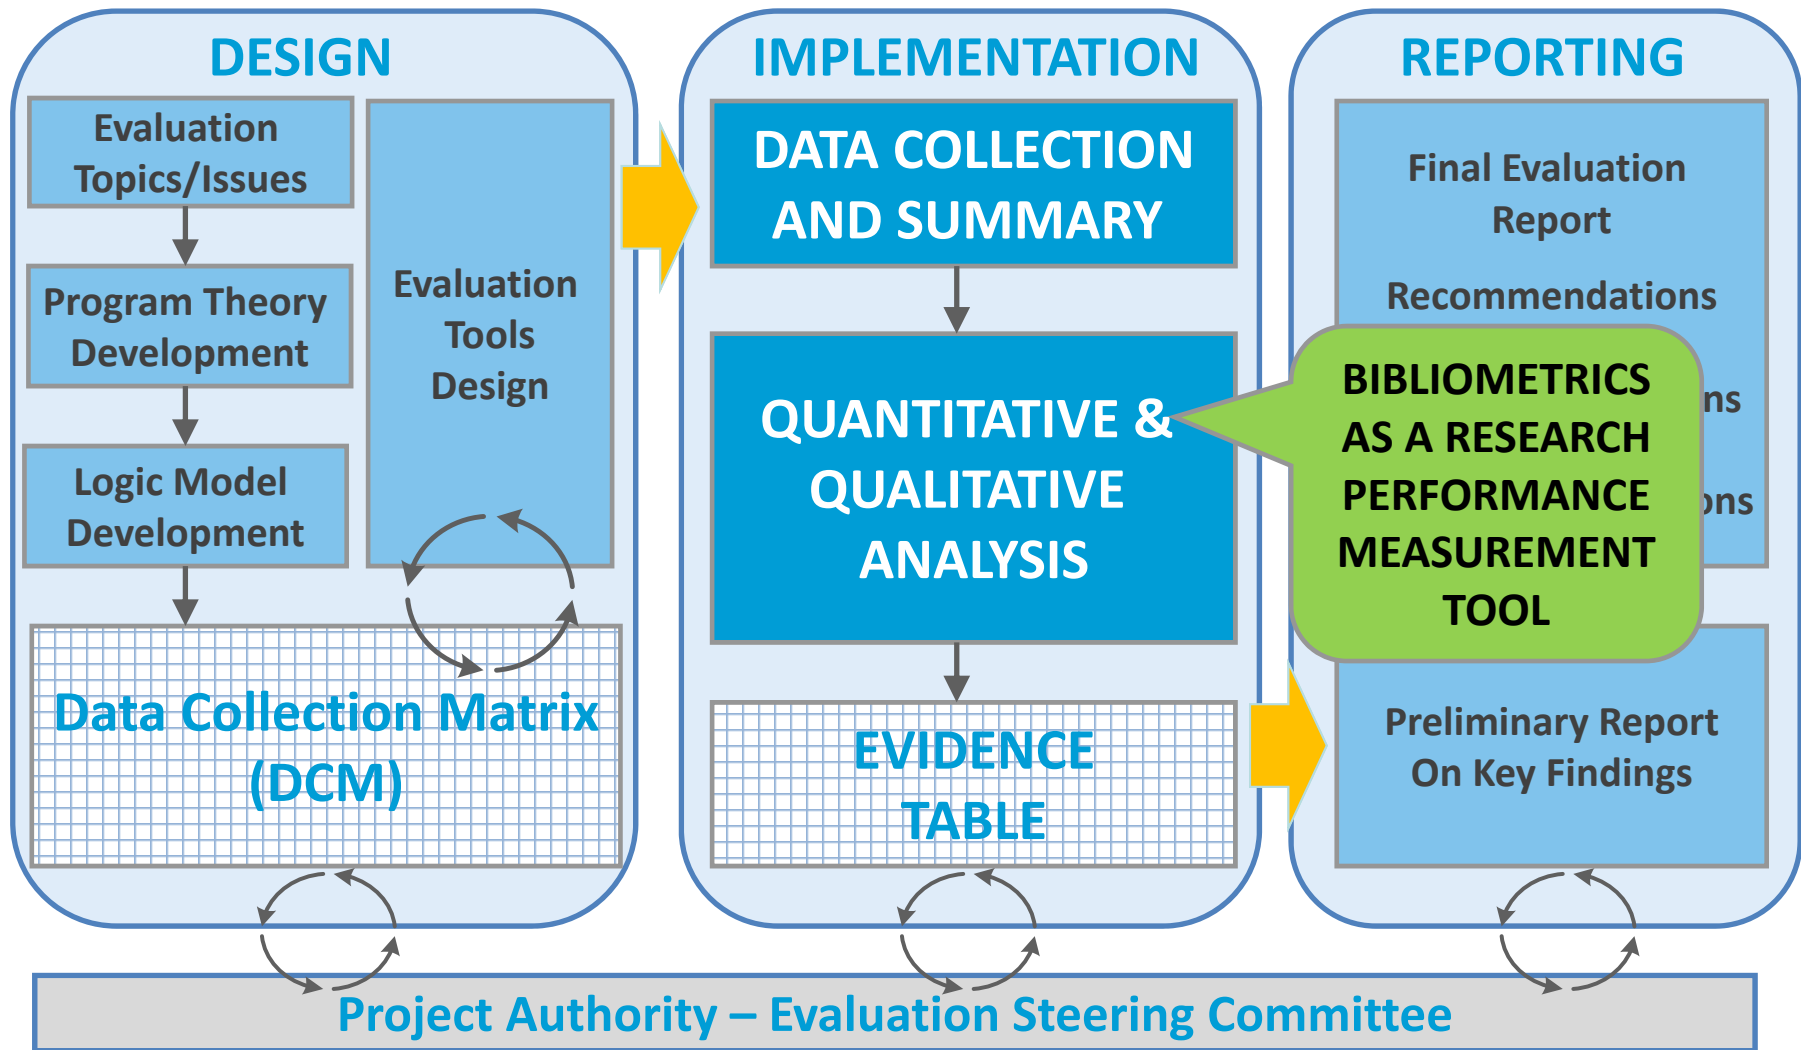 DESIGN
Evaluation
Topics/Issues
Program Theory
Development
Logic Model
Development
Evaluation
Tools
Design
Data Collection Matrix
(DCM)
IMPLEMENTATION
DATA COLLECTION
AND SUMMARY
QUANTITATIVE &
QUALITATIVE
ANALYSIS
EVIDENCE
TABLE
REPORTING
Final Evaluation
Report
Recommendations
BIBLIOMETRICS
AS A RESEARCH
PERFORMANCE
MEASUREMENT
TOOL
Preliminary Report
On Key Findings
Project Authority – Evaluation Steering Committee